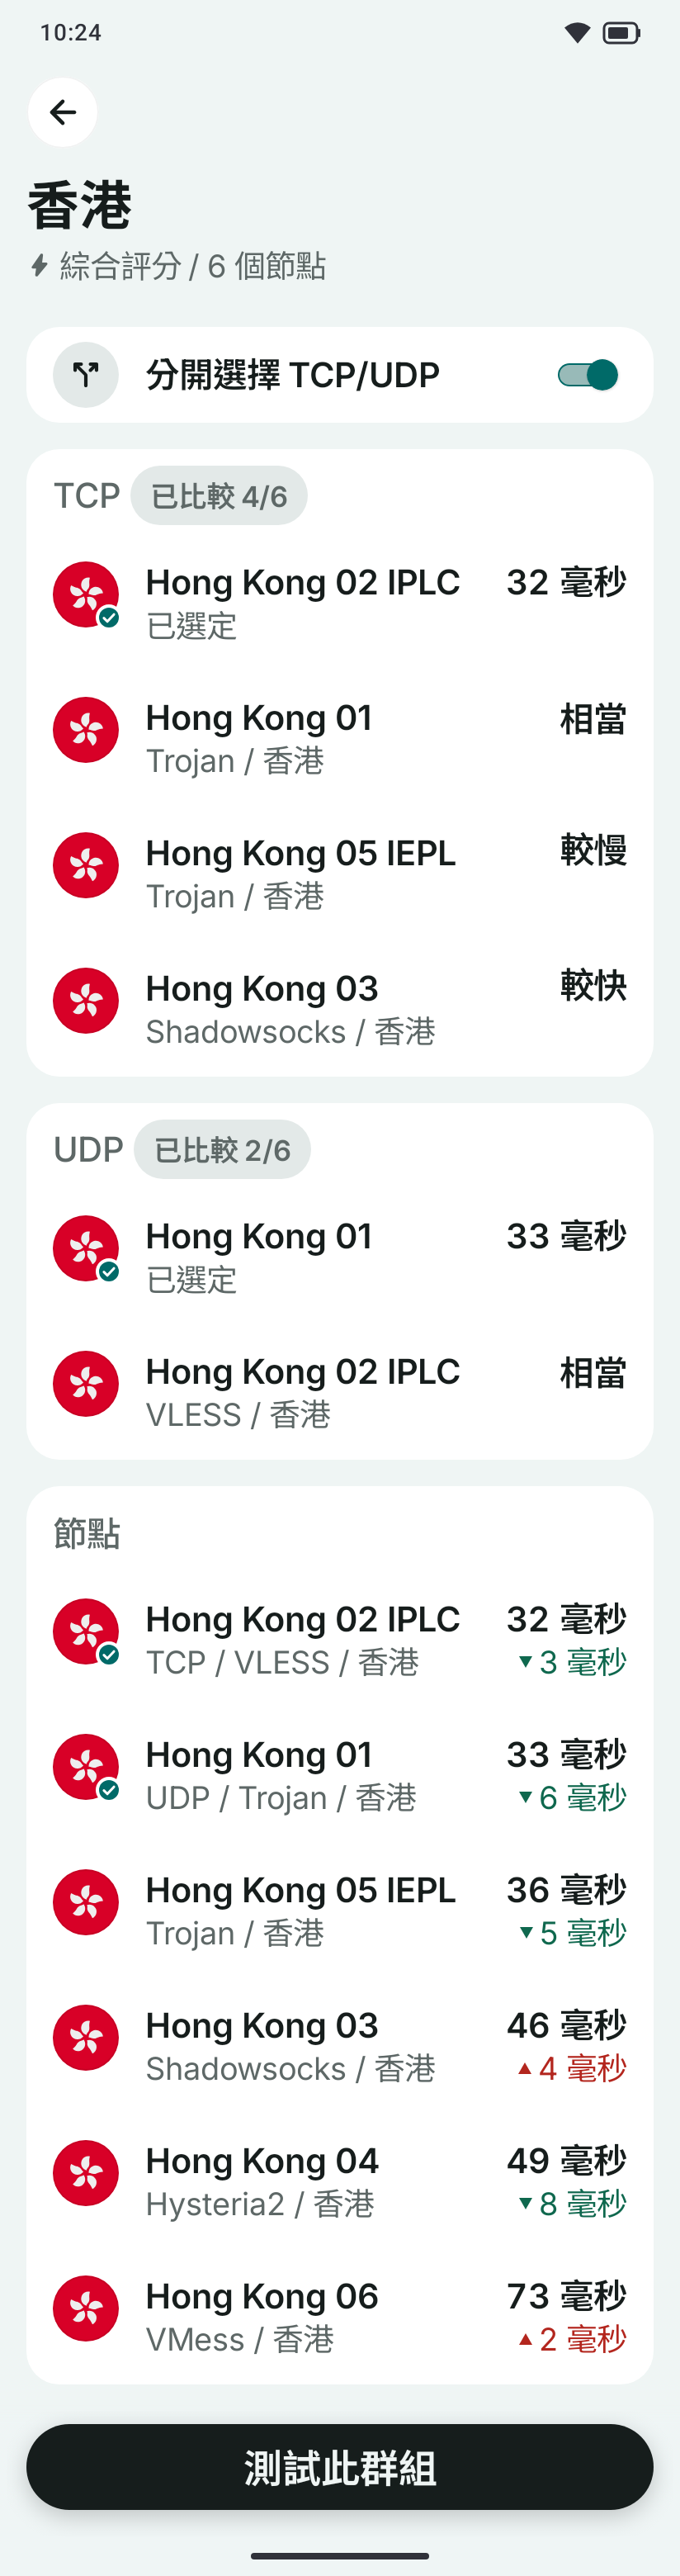 10:24
香港
綜合評分 / 6 個節點
分開選擇 TCP/UDP
TCP 已比較 4/6
Hong Kong 02 IPLC 32 毫秒
已選定
Hong Kong 01 相當
Trojan / 香港
Hong Kong 05 IEPL 較慢
Trojan / 香港
Hong Kong 03 較快
Shadowsocks / 香港
UDP 已比較 2/6
Hong Kong 01 33 毫秒
已選定
Hong Kong 02 IPLC 相當
VLESS / 香港
節點
Hong Kong 02 IPLC 32 毫秒
TCP / VLESS / 香港 ▼3 毫秒
Hong Kong 01 33 毫秒
UDP / Trojan / 香港 ▼6 毫秒
Hong Kong 05 IEPL 36 毫秒
Trojan / 香港 ▼5 毫秒
Hong Kong 03 46 毫秒
Shadowsocks / 香港 ▲4 毫秒
Hong Kong 04 49 毫秒
Hysteria2 / 香港 ▼8 毫秒
Hong Kong 06 73 毫秒
VMess / 香港 ▲2 毫秒
測試此群組